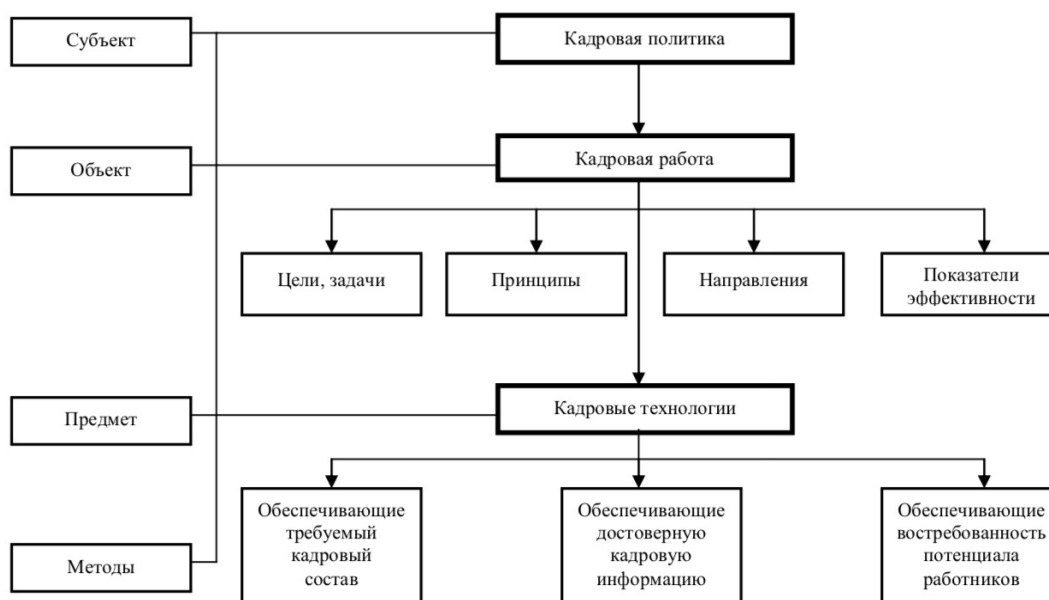 Субъект
Кадровая политика
Объект
Кадровая работа
Цели, задачи
Принципы
Направления
Показатели
эффективности
Предмет
Кадровые технологии
Обеспечивающие
требуемый
кадровый
состав
Обеспечивающие
достоверную
кадровую
информацию
Обеспечивающие
востребованность
потенциала
работников
Методы